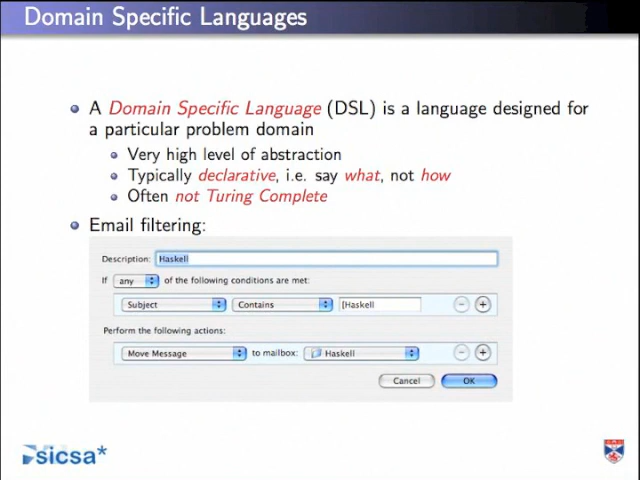 Domain Specific Languages
A Domain Specific Language (DSL) is a language designed for
a particular problem domain
Very high level of abstraction
Typically declarative, i.e. say what, not how
Often not Turing Complete
Email filtering:
Description: Haskell
If any of the following conditions are met:
Subject Contains [Haskell
Perform the following actions:
Move Message to mailbox: Haskell
Cancel OK
sicsa*